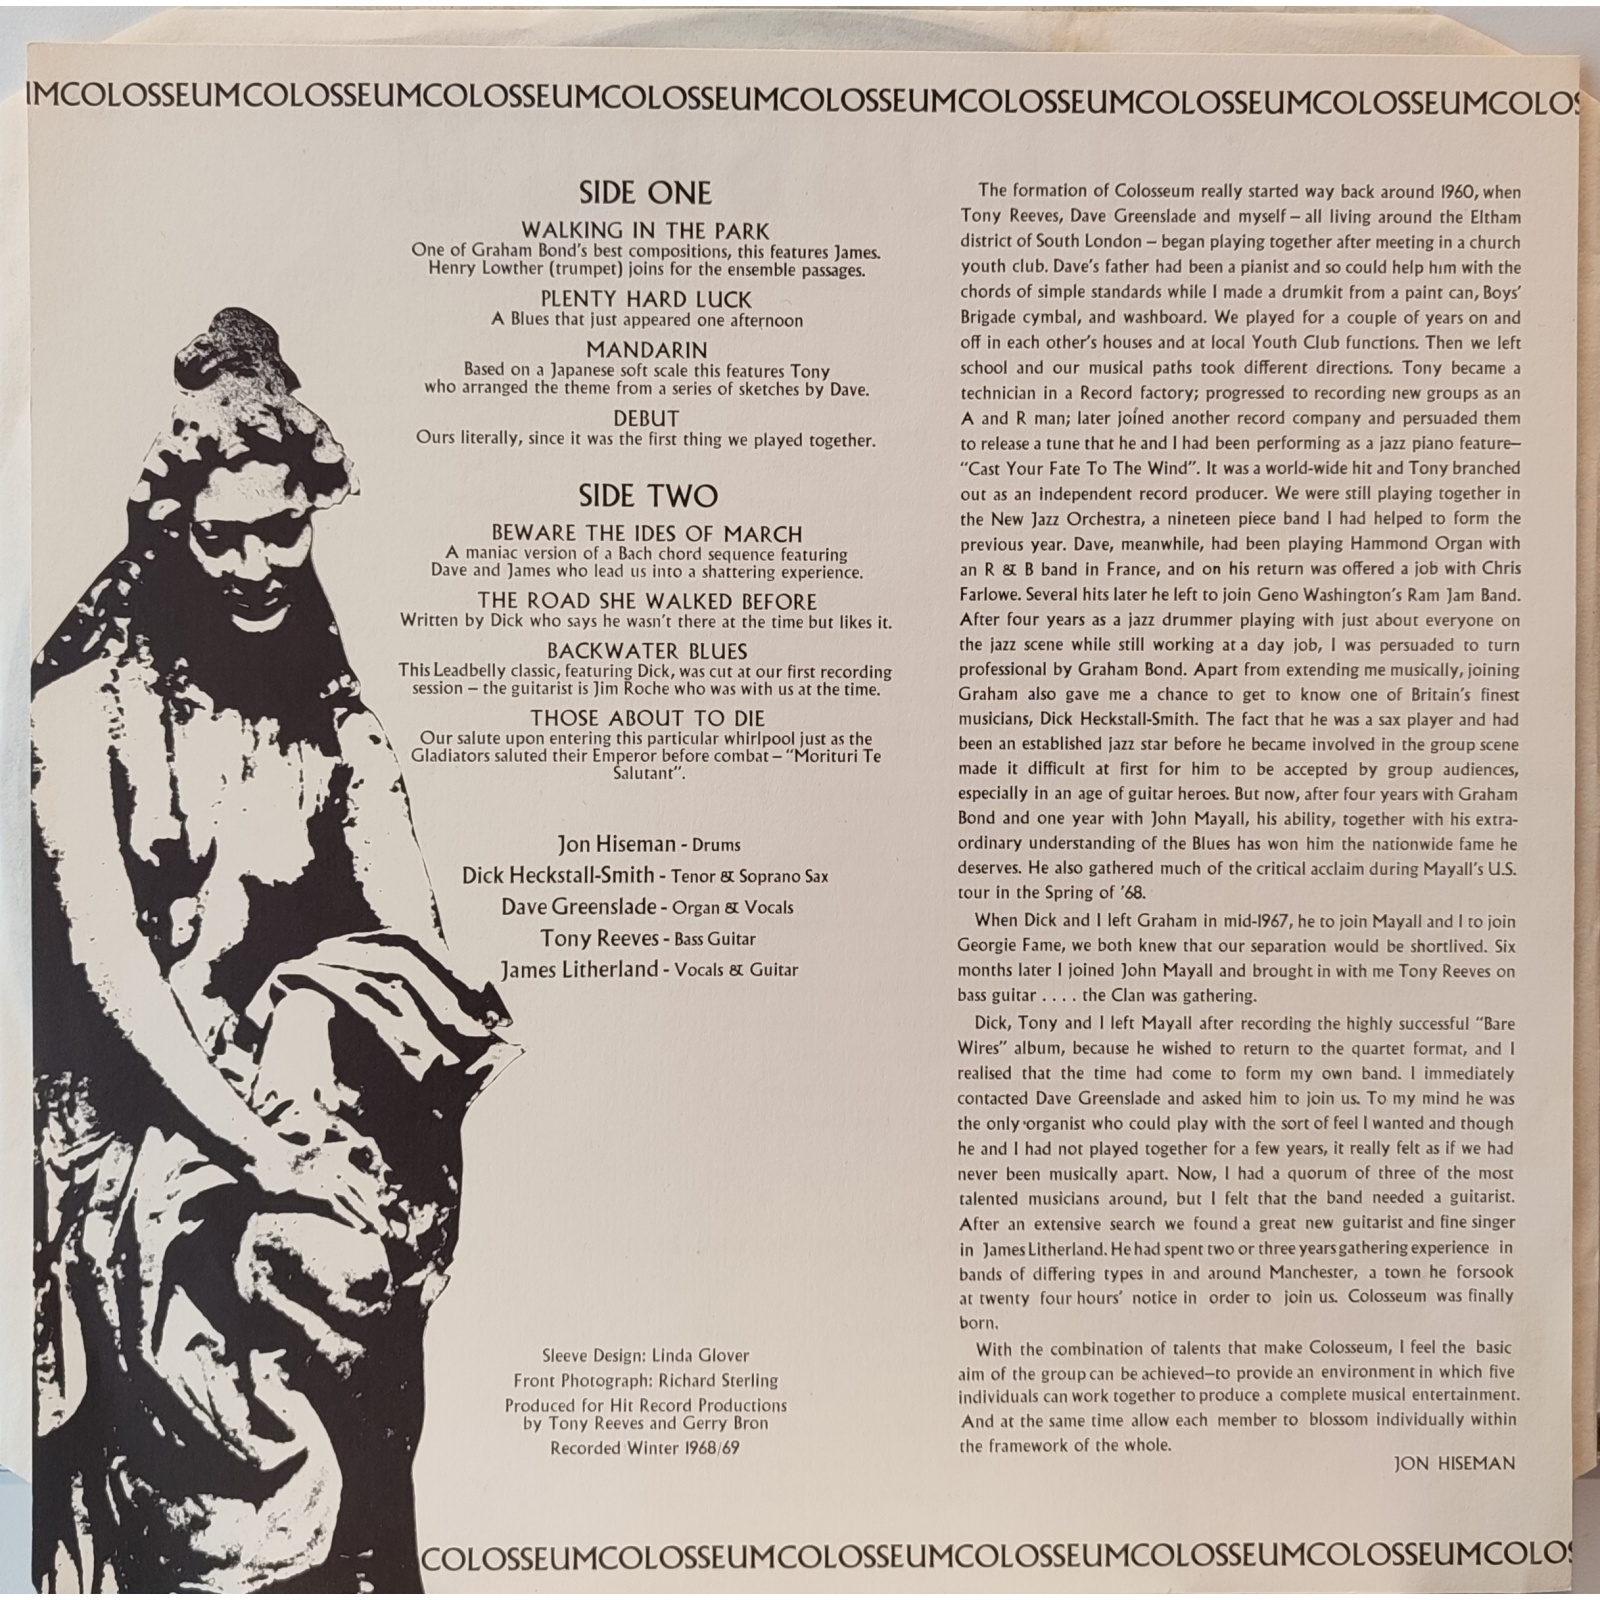 IMCOLOSSEUMCOLOSSEUMCOLOSSEUMCOLOSSEUMCOLOSSEUMCOLOSSEUMCOLOSSEUMCOLOSSEUMCOLOS
SIDE ONE
WALKING IN THE PARK
One of Graham Bond's best compositions, this features James.
Henry Lowther (trumpet) joins for the ensemble passages.
PLENTY HARD LUCK
A Blues that just appeared one afternoon
MANDARIN
Based on a Japanese soft scale this features Tony
who arranged the theme from a series of sketches by Dave.
DEBUT
Ours literally, since it was the first thing we played together.
SIDE TWO
BEWARE THE IDES OF MARCH
A maniac version of a Bach chord sequence featuring
Dave and James who lead us into a shattering experience.
THE ROAD SHE WALKED BEFORE
Written by Dick who says he wasn't there at the time but likes it.
BACKWATER BLUES
This Leadbelly classic, featuring Dick, was cut at our first recording
session – the guitarist is Jim Roche who was with us at the time.
THOSE ABOUT TO DIE
Our salute upon entering this particular whirlpool just as the
Gladiators saluted their Emperor before combat – "Morituri Te
Salutant".
Jon Hiseman - Drums
Dick Heckstall-Smith - Tenor & Soprano Sax
Dave Greenslade - Organ & Vocals
Tony Reeves - Bass Guitar
James Litherland - Vocals & Guitar
Sleeve Design: Linda Glover
Front Photograph: Richard Sterling
Produced for Hit Record Productions
by Tony Reeves and Gerry Bron
Recorded Winter 1968/69
The formation of Colosseum really started way back around 1960, when
Tony Reeves, Dave Greenslade and myself – all living around the Eltham
district of South London – began playing together after meeting in a church
youth club. Dave's father had been a pianist and so could help him with the
chords of simple standards while I made a drumkit from a paint can, Boys'
Brigade cymbal, and washboard. We played for a couple of years on and
off in each other's houses and at local Youth Club functions. Then we left
school and our musical paths took different directions. Tony became a
technician in a Record factory; progressed to recording new groups as an
A and R man; later joined another record company and persuaded them
to release a tune that he and I had been performing as a jazz piano feature–
"Cast Your Fate To The Wind". It was a world-wide hit and Tony branched
out as an independent record producer. We were still playing together in
the New Jazz Orchestra, a nineteen piece band I had helped to form the
previous year. Dave, meanwhile, had been playing Hammond Organ with
an R & B band in France, and on his return was offered a job with Chris
Farlowe. Several hits later he left to join Geno Washington's Ram Jam Band.
After four years as a jazz drummer playing with just about everyone on
the jazz scene while still working at a day job, I was persuaded to turn
professional by Graham Bond. Apart from extending me musically, joining
Graham also gave me a chance to get to know one of Britain's finest
musicians, Dick Heckstall-Smith. The fact that he was a sax player and had
been an established jazz star before he became involved in the group scene
made it difficult at first for him to be accepted by group audiences,
especially in an age of guitar heroes. But now, after four years with Graham
Bond and one year with John Mayall, his ability, together with his extra-
ordinary understanding of the Blues has won him the nationwide fame he
deserves. He also gathered much of the critical acclaim during Mayall's U.S.
tour in the Spring of '68.
When Dick and I left Graham in mid-1967, he to join Mayall and I to join
Georgie Fame, we both knew that our separation would be shortlived. Six
months later I joined John Mayall and brought in with me Tony Reeves on
bass guitar . . . . the Clan was gathering.
Dick, Tony and I left Mayall after recording the highly successful "Bare
Wires" album, because he wished to return to the quartet format, and I
realised that the time had come to form my own band. I immediately
contacted Dave Greenslade and asked him to join us. To my mind he was
the only organist who could play with the sort of feel I wanted and though
he and I had not played together for a few years, it really felt as if we had
never been musically apart. Now, I had a quorum of three of the most
talented musicians around, but I felt that the band needed a guitarist.
After an extensive search we found a great new guitarist and fine singer
in James Litherland. He had spent two or three years gathering experience in
bands of differing types in and around Manchester, a town he forsook
at twenty four hours' notice in order to join us. Colosseum was finally
born.
With the combination of talents that make Colosseum, I feel the basic
aim of the group can be achieved–to provide an environment in which five
individuals can work together to produce a complete musical entertainment.
And at the same time allow each member to blossom individually within
the framework of the whole.
JON HISEMAN
COLOSSEUMCOLOSSEUMCOLOSSEUMCOLOSSEUMCOLOSSEUMCOLOSSEUMCOLOS